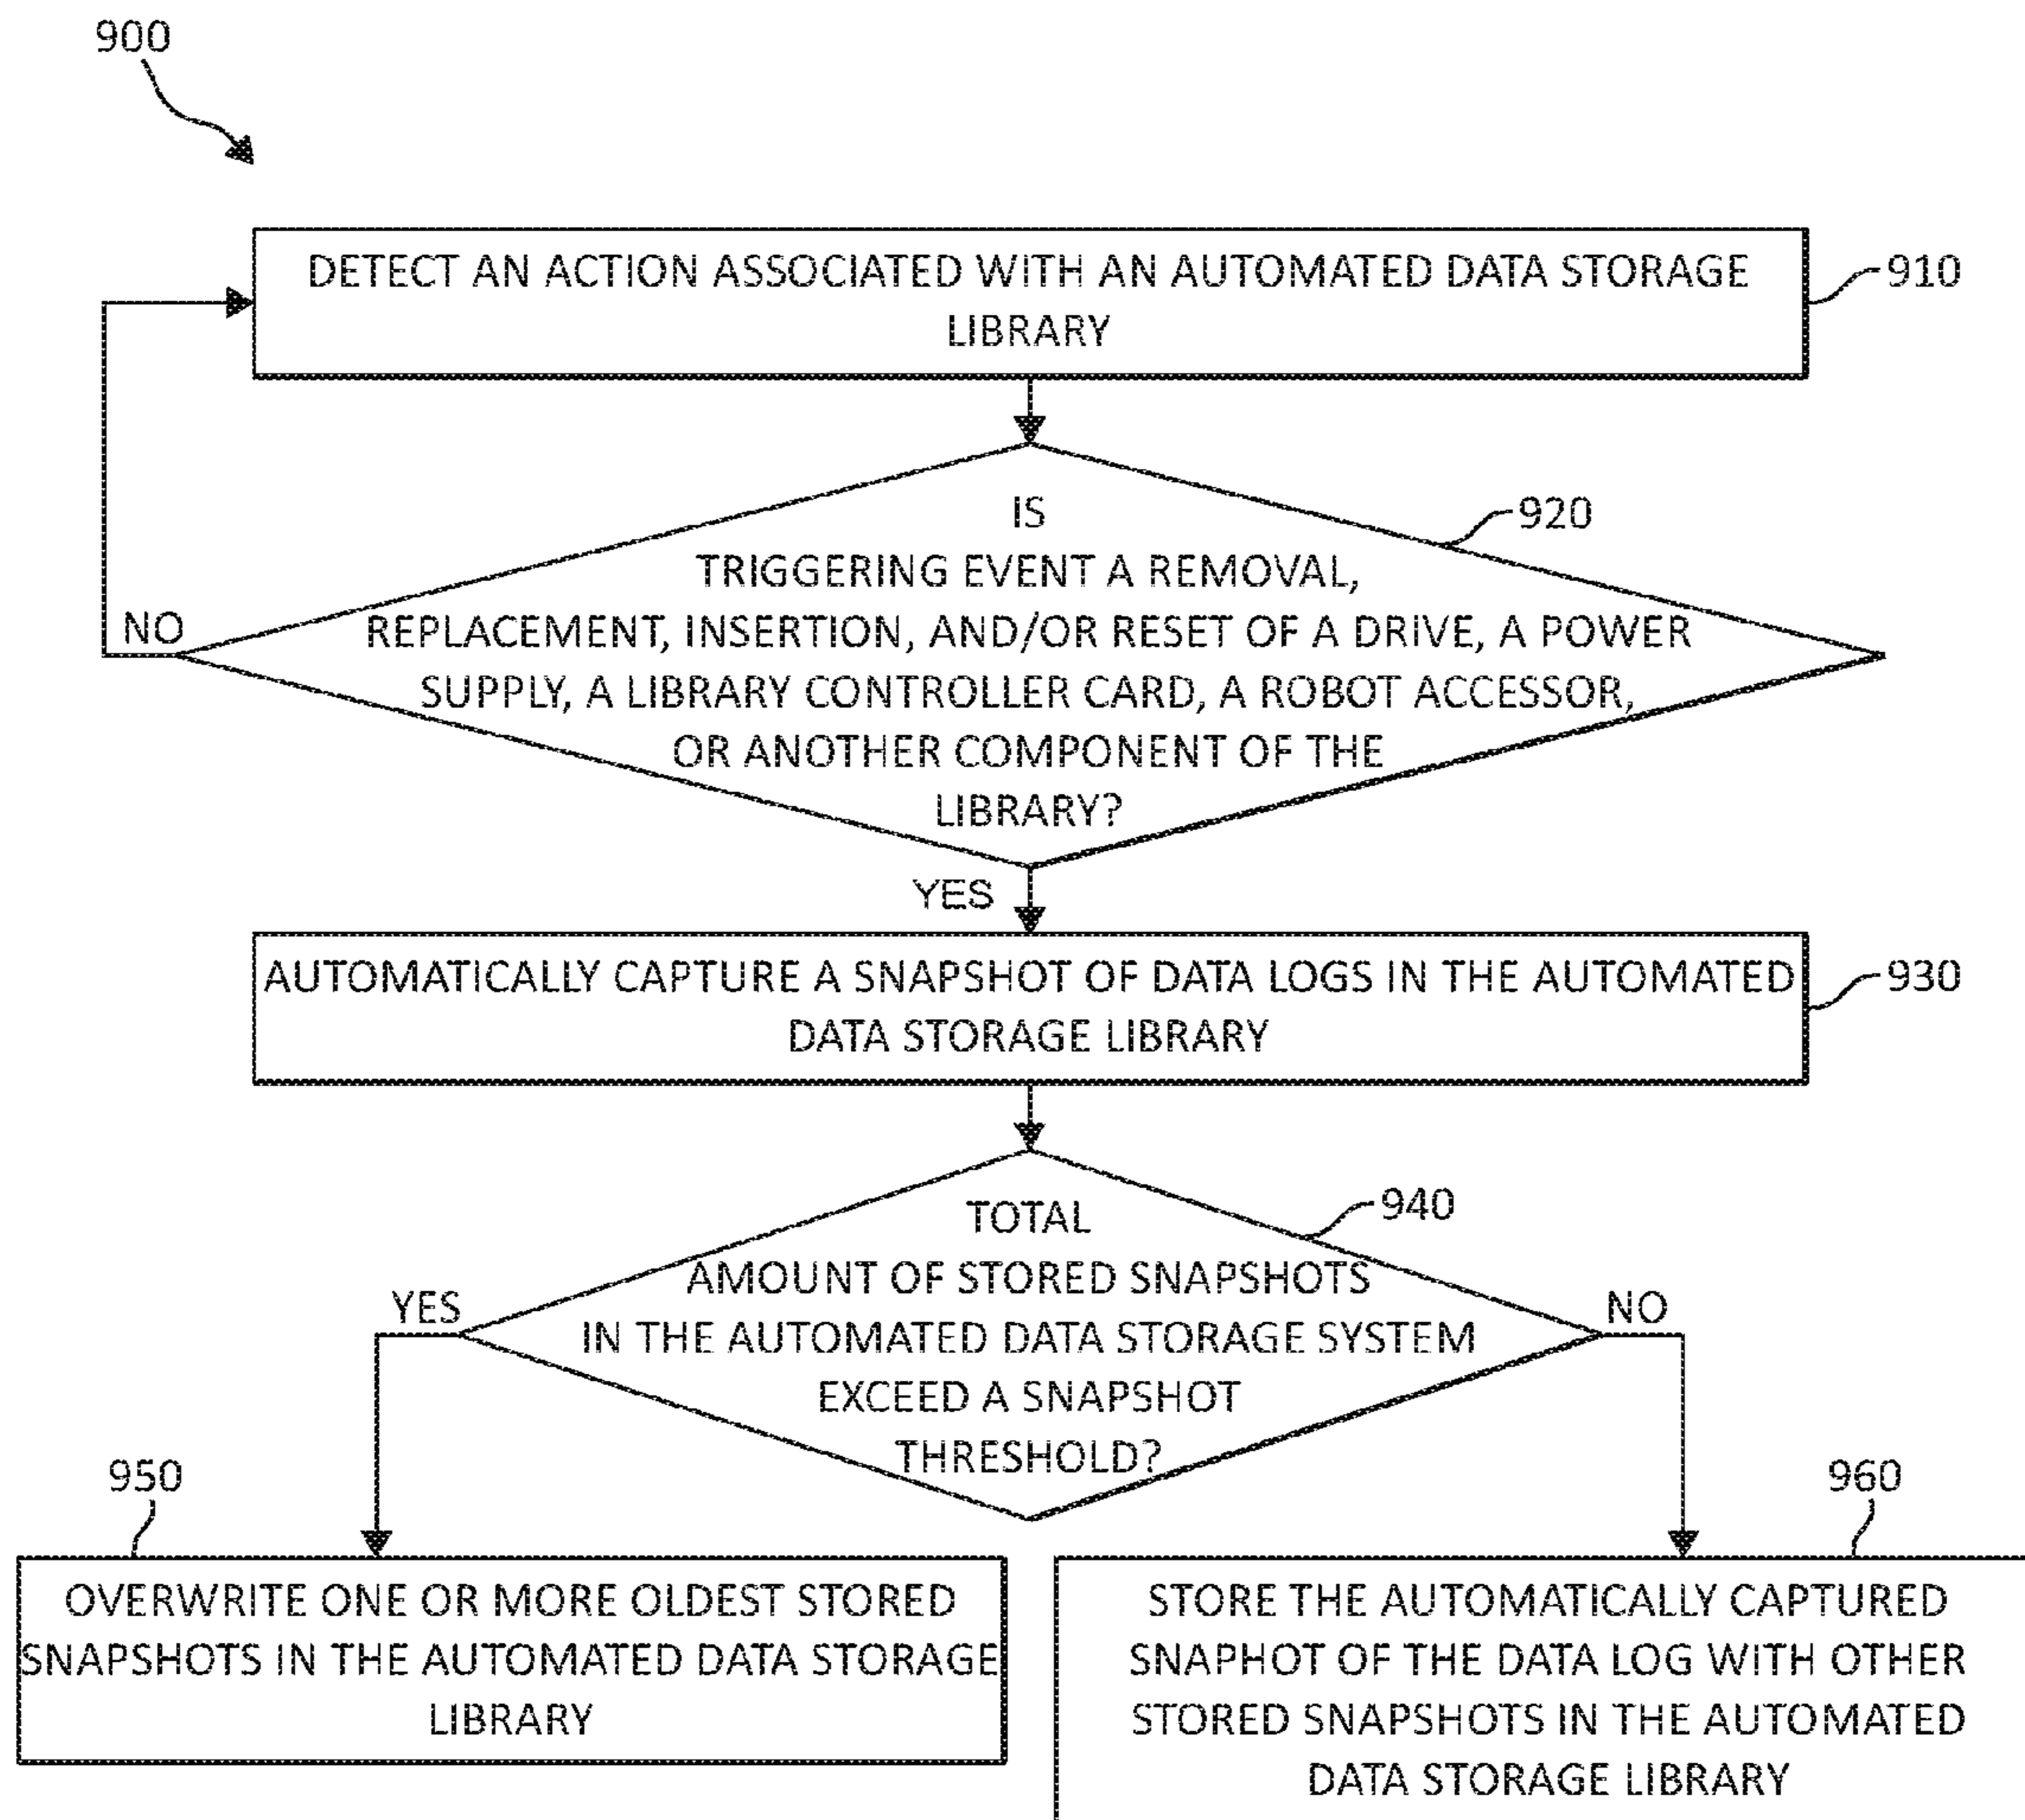 900
DETECT AN ACTION ASSOCIATED WITH AN AUTOMATED DATA STORAGE
LIBRARY
910
IS
TRIGGERING EVENT A REMOVAL,
REPLACEMENT, INSERTION, AND/OR RESET OF A DRIVE, A POWER
SUPPLY, A LIBRARY CONTROLLER CARD, A ROBOT ACCESSOR,
OR ANOTHER COMPONENT OF THE
LIBRARY?
920
NO
YES
AUTOMATICALLY CAPTURE A SNAPSHOT OF DATA LOGS IN THE AUTOMATED
DATA STORAGE LIBRARY
930
TOTAL
AMOUNT OF STORED SNAPSHOTS
IN THE AUTOMATED DATA STORAGE SYSTEM
EXCEED A SNAPSHOT
THRESHOLD?
940
YES
NO
950
OVERWRITE ONE OR MORE OLDEST STORED
SNAPSHOTS IN THE AUTOMATED DATA STORAGE
LIBRARY
960
STORE THE AUTOMATICALLY CAPTURED
SNAPHOT OF THE DATA LOG WITH OTHER
STORED SNAPSHOTS IN THE AUTOMATED
DATA STORAGE LIBRARY